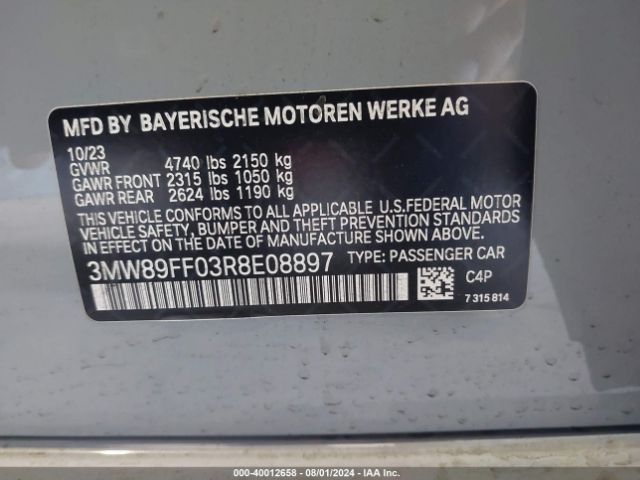 MFD BY BAYERISCHE MOTOREN WERKE AG
10/23
GVWR 4740 lbs 2150 kg
GAWR FRONT 2315 lbs 1050 kg
GAWR REAR 2624 lbs 1190 kg
THIS VEHICLE CONFORMS TO ALL APPLICABLE U.S.FEDERAL MOTOR
VEHICLE SAFETY, BUMPER AND THEFT PREVENTION STANDARDS
IN EFFECT ON THE DATE OF MANUFACTURE SHOWN ABOVE.
3MW89FF03R8E08897 TYPE: PASSENGER CAR
C4P
7 315 814
000-40012658 - 08/01/2024 - IAA Inc.